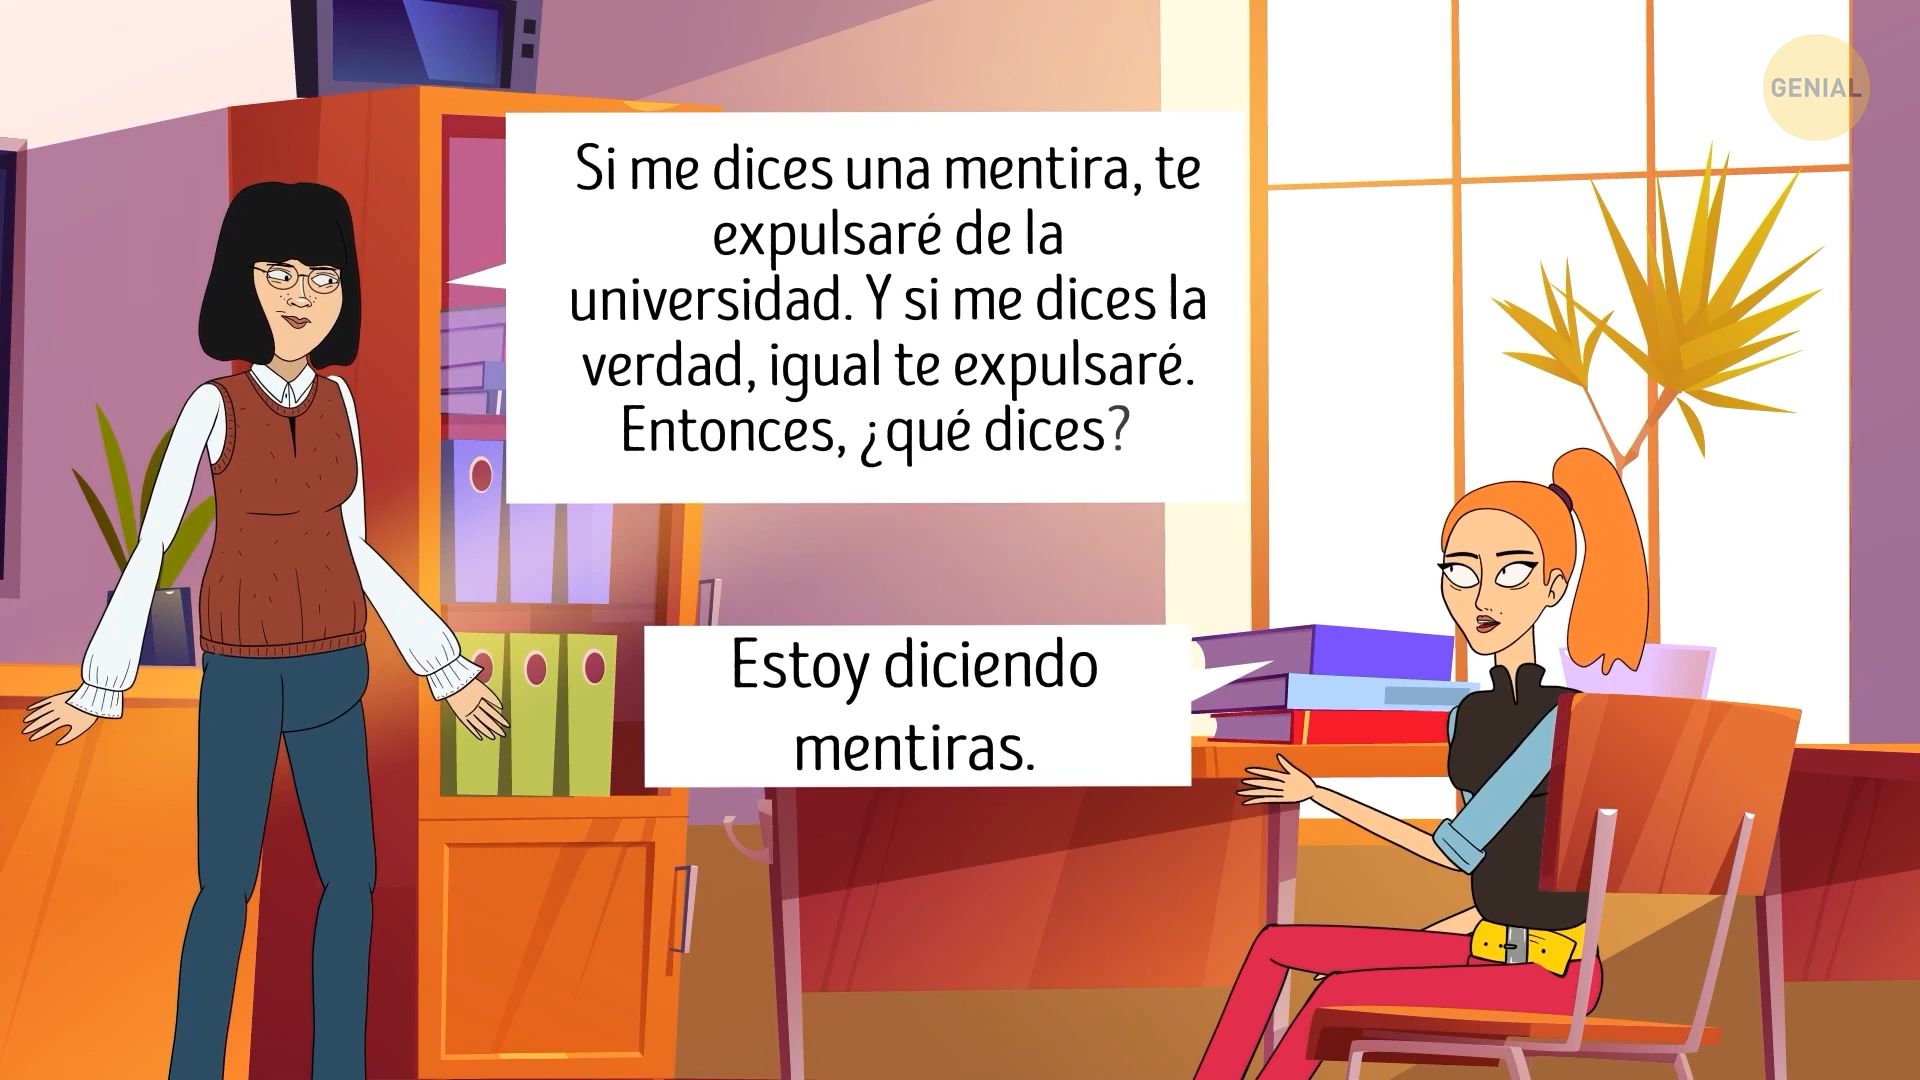 GENIAL
Si me dices una mentira, te
expulsaré de la
universidad. Y si me dices la
verdad, igual te expulsaré.
Entonces, ¿qué dices?
Estoy diciendo
mentiras.